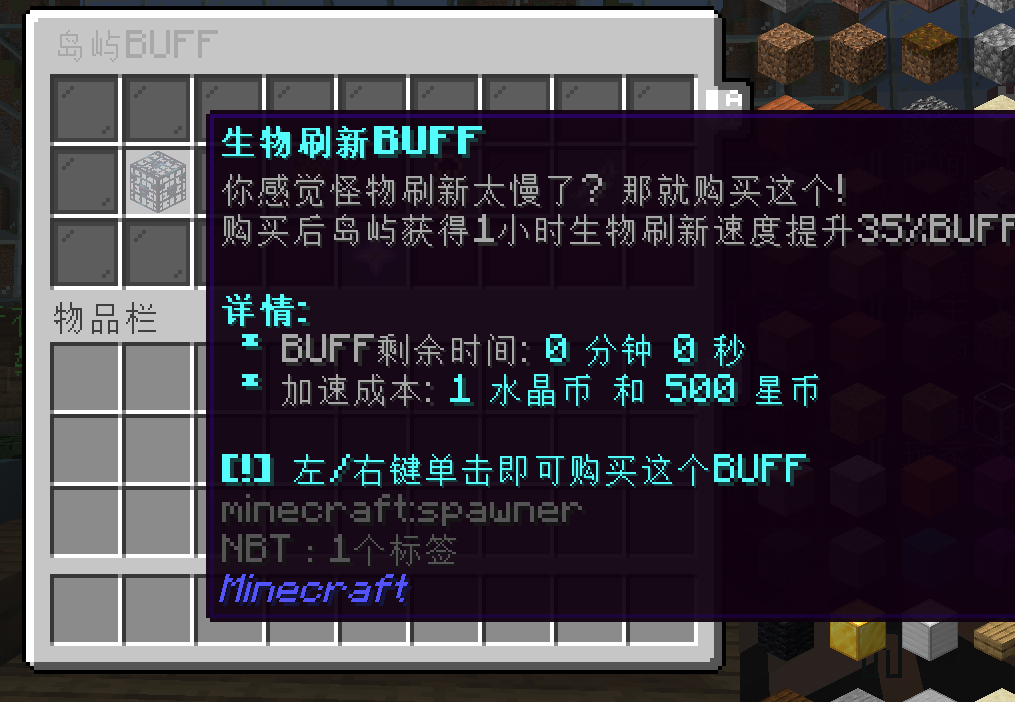 岛屿BUFF
生物刷新BUFF
你感觉怪物刷新太慢了? 那就购买这个!
购买后岛屿获得1小时生物刷新速度提升35%BUFF
详情:
* BUFF剩余时间: 0 分钟 0 秒
* 加速成本: 1 水晶币 和 500 星币
物品栏
[!] 左/右键单击即可购买这个BUFF
minecraft:spawner
NBT : 1个标签
Minecraft